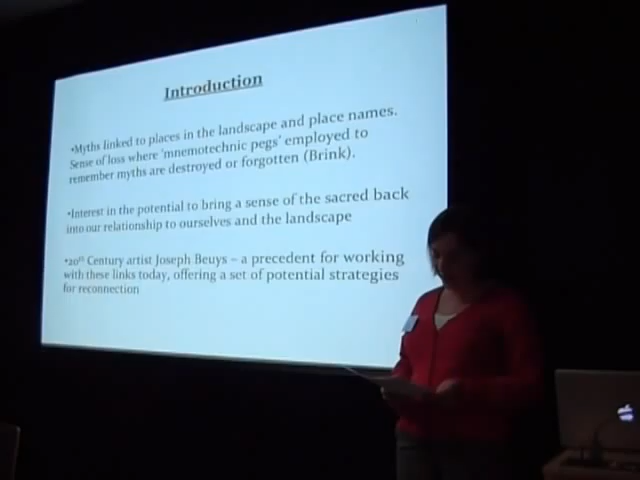 Introduction
•Myths linked to places in the landscape and place names.
Sense of loss where 'mnemotechnic pegs' employed to
remember myths are destroyed or forgotten (Brink).
•Interest in the potential to bring a sense of the sacred back
into our relationship to ourselves and the landscape
•20th Century artist Joseph Beuys – a precedent for working
with these links today, offering a set of potential strategies
for reconnection